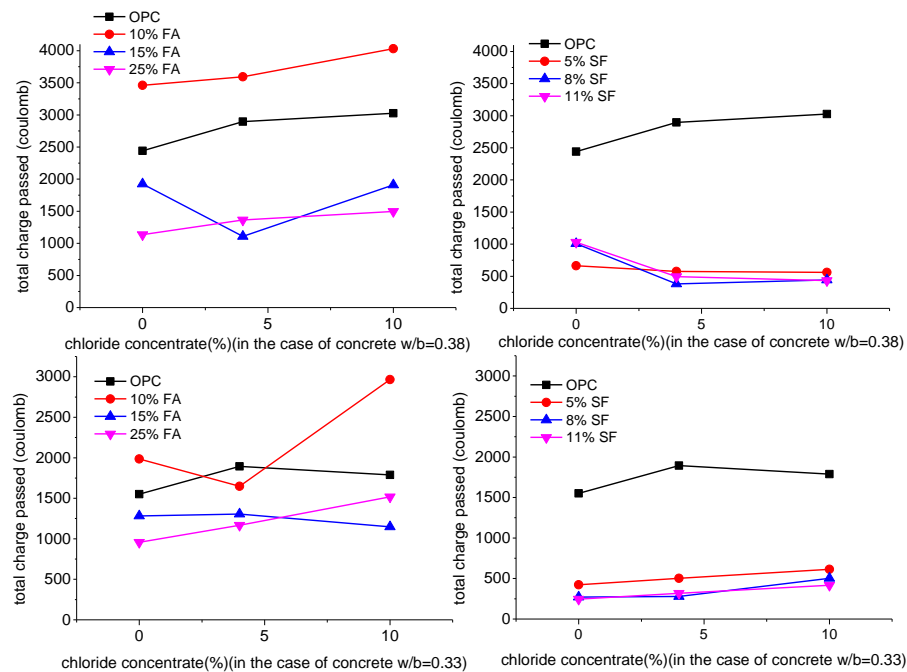 OPC
10% FA
15% FA
25% FA
4000
3500
3000
2500
2000
1500
1000
500
0
total charge passed (coulomb)
0 5 10
chloride concentrate(%)(in the case of concrete w/b=0.38)
OPC
5% SF
8% SF
11% SF
4000
3500
3000
2500
2000
1500
1000
500
0
total charge passed (coulomb)
0 5 10
chloride concentrate(%)(in the case of concrete w/b=0.38)
OPC
10% FA
15% FA
25% FA
3000
2500
2000
1500
1000
500
0
total charge passed (coulomb)
0 5 10
chloride concentrate(%)(in the case of concrete w/b=0.33)
OPC
5% SF
8% SF
11% SF
3000
2500
2000
1500
1000
500
0
total charge passed (coulomb)
0 5 10
chloride concentrate(%)(in the case of concrete w/b=0.33)